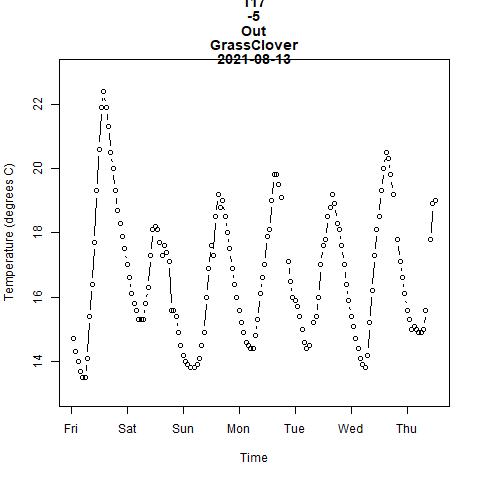 117
-5
Out
GrassClover
2021-08-13
Temperature (degrees C)
22
20
18
16
14
Fri Sat Sun Mon Tue Wed Thu
Time